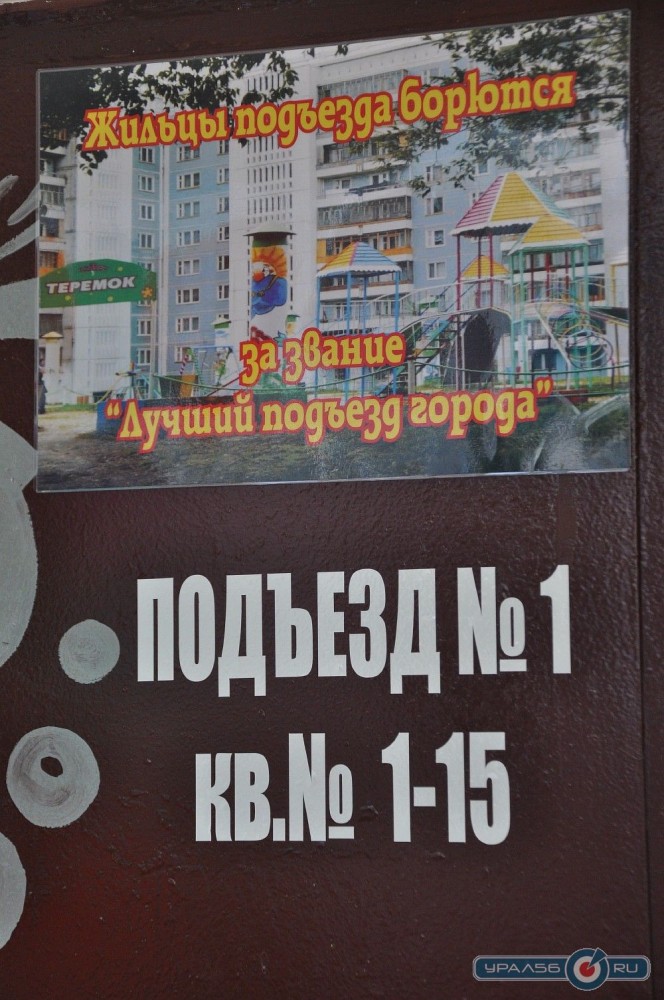 Жильцы подъезда борются
ТЕРЕМОК
за звание
"Лучший подъезд города"
ПОДЪЕЗД № 1
КВ.№ 1-15
УРАЛ56 RU